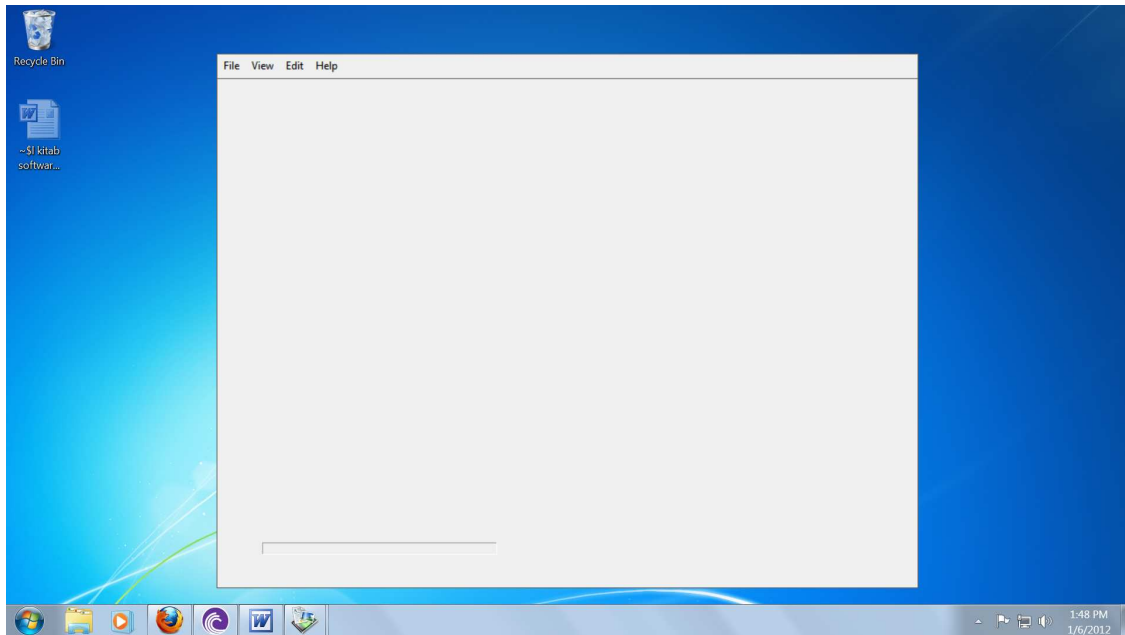 Recycle Bin
File View Edit Help
~$l kitab
softwar...
1:48 PM
1/6/2012